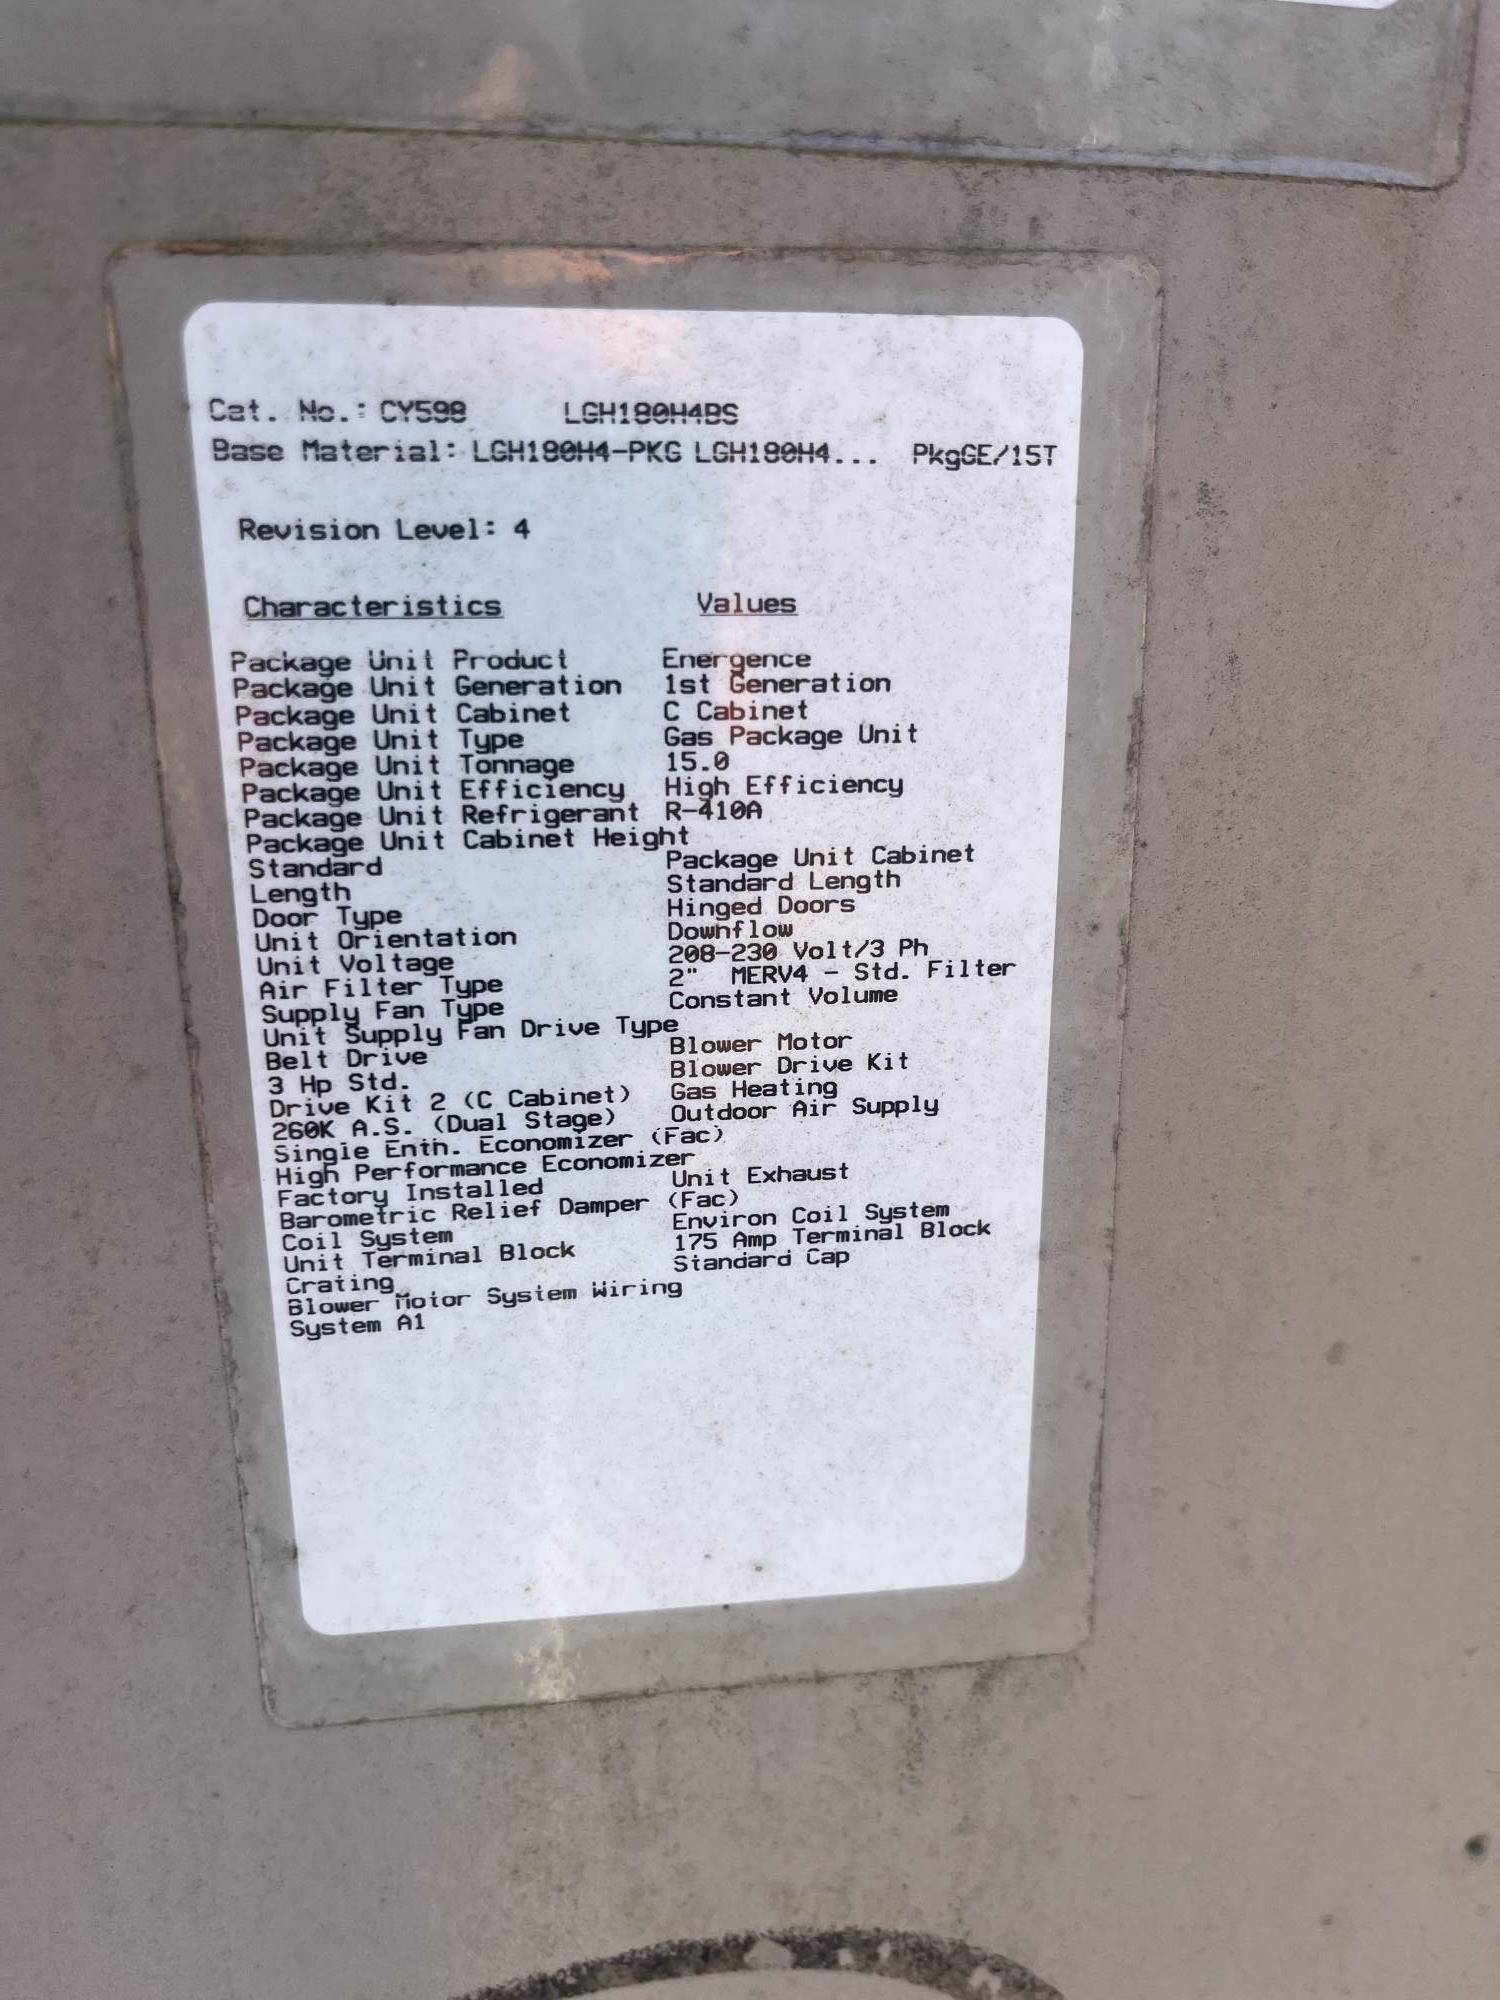 Cat. No.: CY598 LGH180H4BS
Base Material: LGH180H4-PKG LGH180H4... PkgGE/15T
Revision Level: 4
Characteristics Values
Package Unit Product Energence
Package Unit Generation 1st Generation
Package Unit Cabinet C Cabinet
Package Unit Type Gas Package Unit
Package Unit Tonnage 15.0
Package Unit Efficiency High Efficiency
Package Unit Refrigerant R-410A
Package Unit Cabinet Height
Standard Package Unit Cabinet
Length Standard Length
Door Type Hinged Doors
Unit Orientation Downflow
Unit Voltage 208-230 Volt/3 Ph
Air Filter Type 2" MERV4 - Std. Filter
Supply Fan Type Constant Volume
Unit Supply Fan Drive Type
Belt Drive Blower Motor
3 Hp Std. Blower Drive Kit
Drive Kit 2 (C Cabinet) Gas Heating
260K A.S. (Dual Stage) Outdoor Air Supply
Single Enth. Economizer (Fac)
High Performance Economizer
Factory Installed Unit Exhaust
Barometric Relief Damper (Fac)
Coil System Environ Coil System
Unit Terminal Block 175 Amp Terminal Block
Crating Standard Cap
Blower Motor System Wiring
System A1